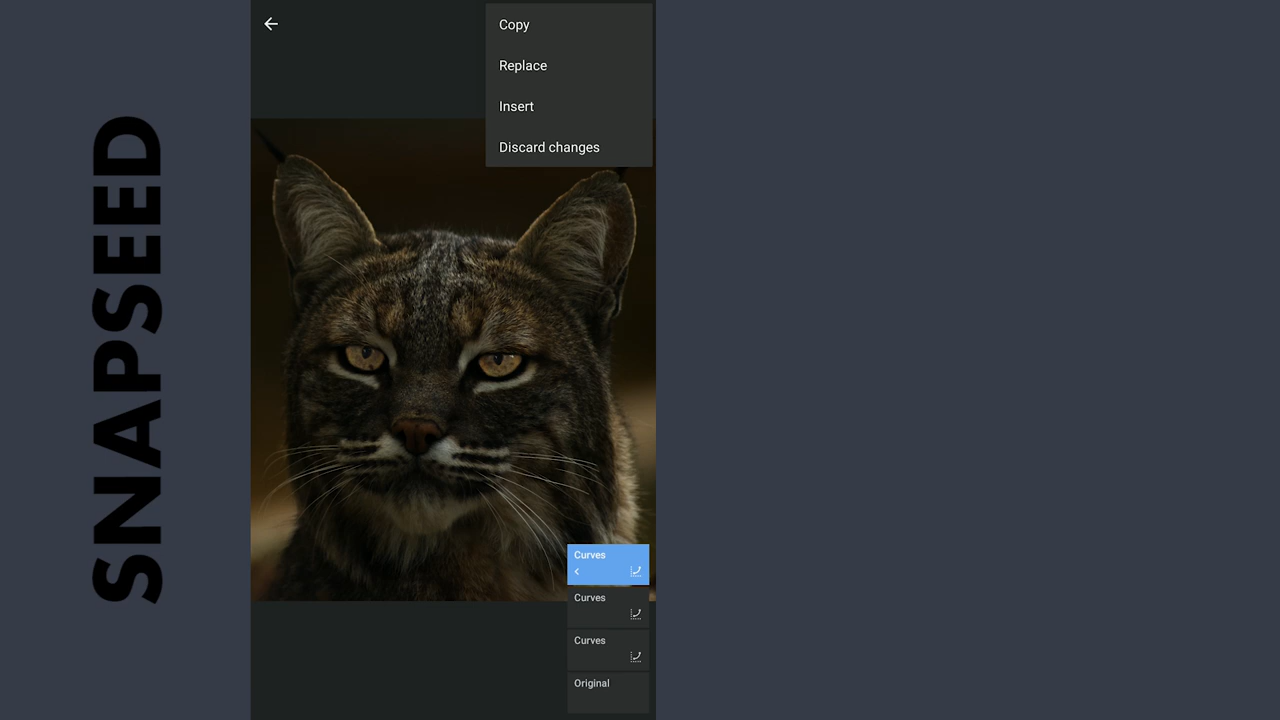 SNAPSEED
Copy
Replace
Insert
Discard changes
Curves
Curves
Curves
Original